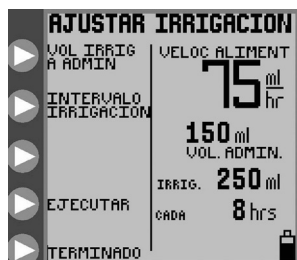 AJUSTAR IRRIGACION
VOL IRRIG
A ADMIN
VELOC ALIMENT
75 ml/hr
INTERVALO
IRRIGACION
150 ml
VOL. ADMIN.
IRRIG. 250 ml
EJECUTAR
CADA 8 hrs
TERMINADO